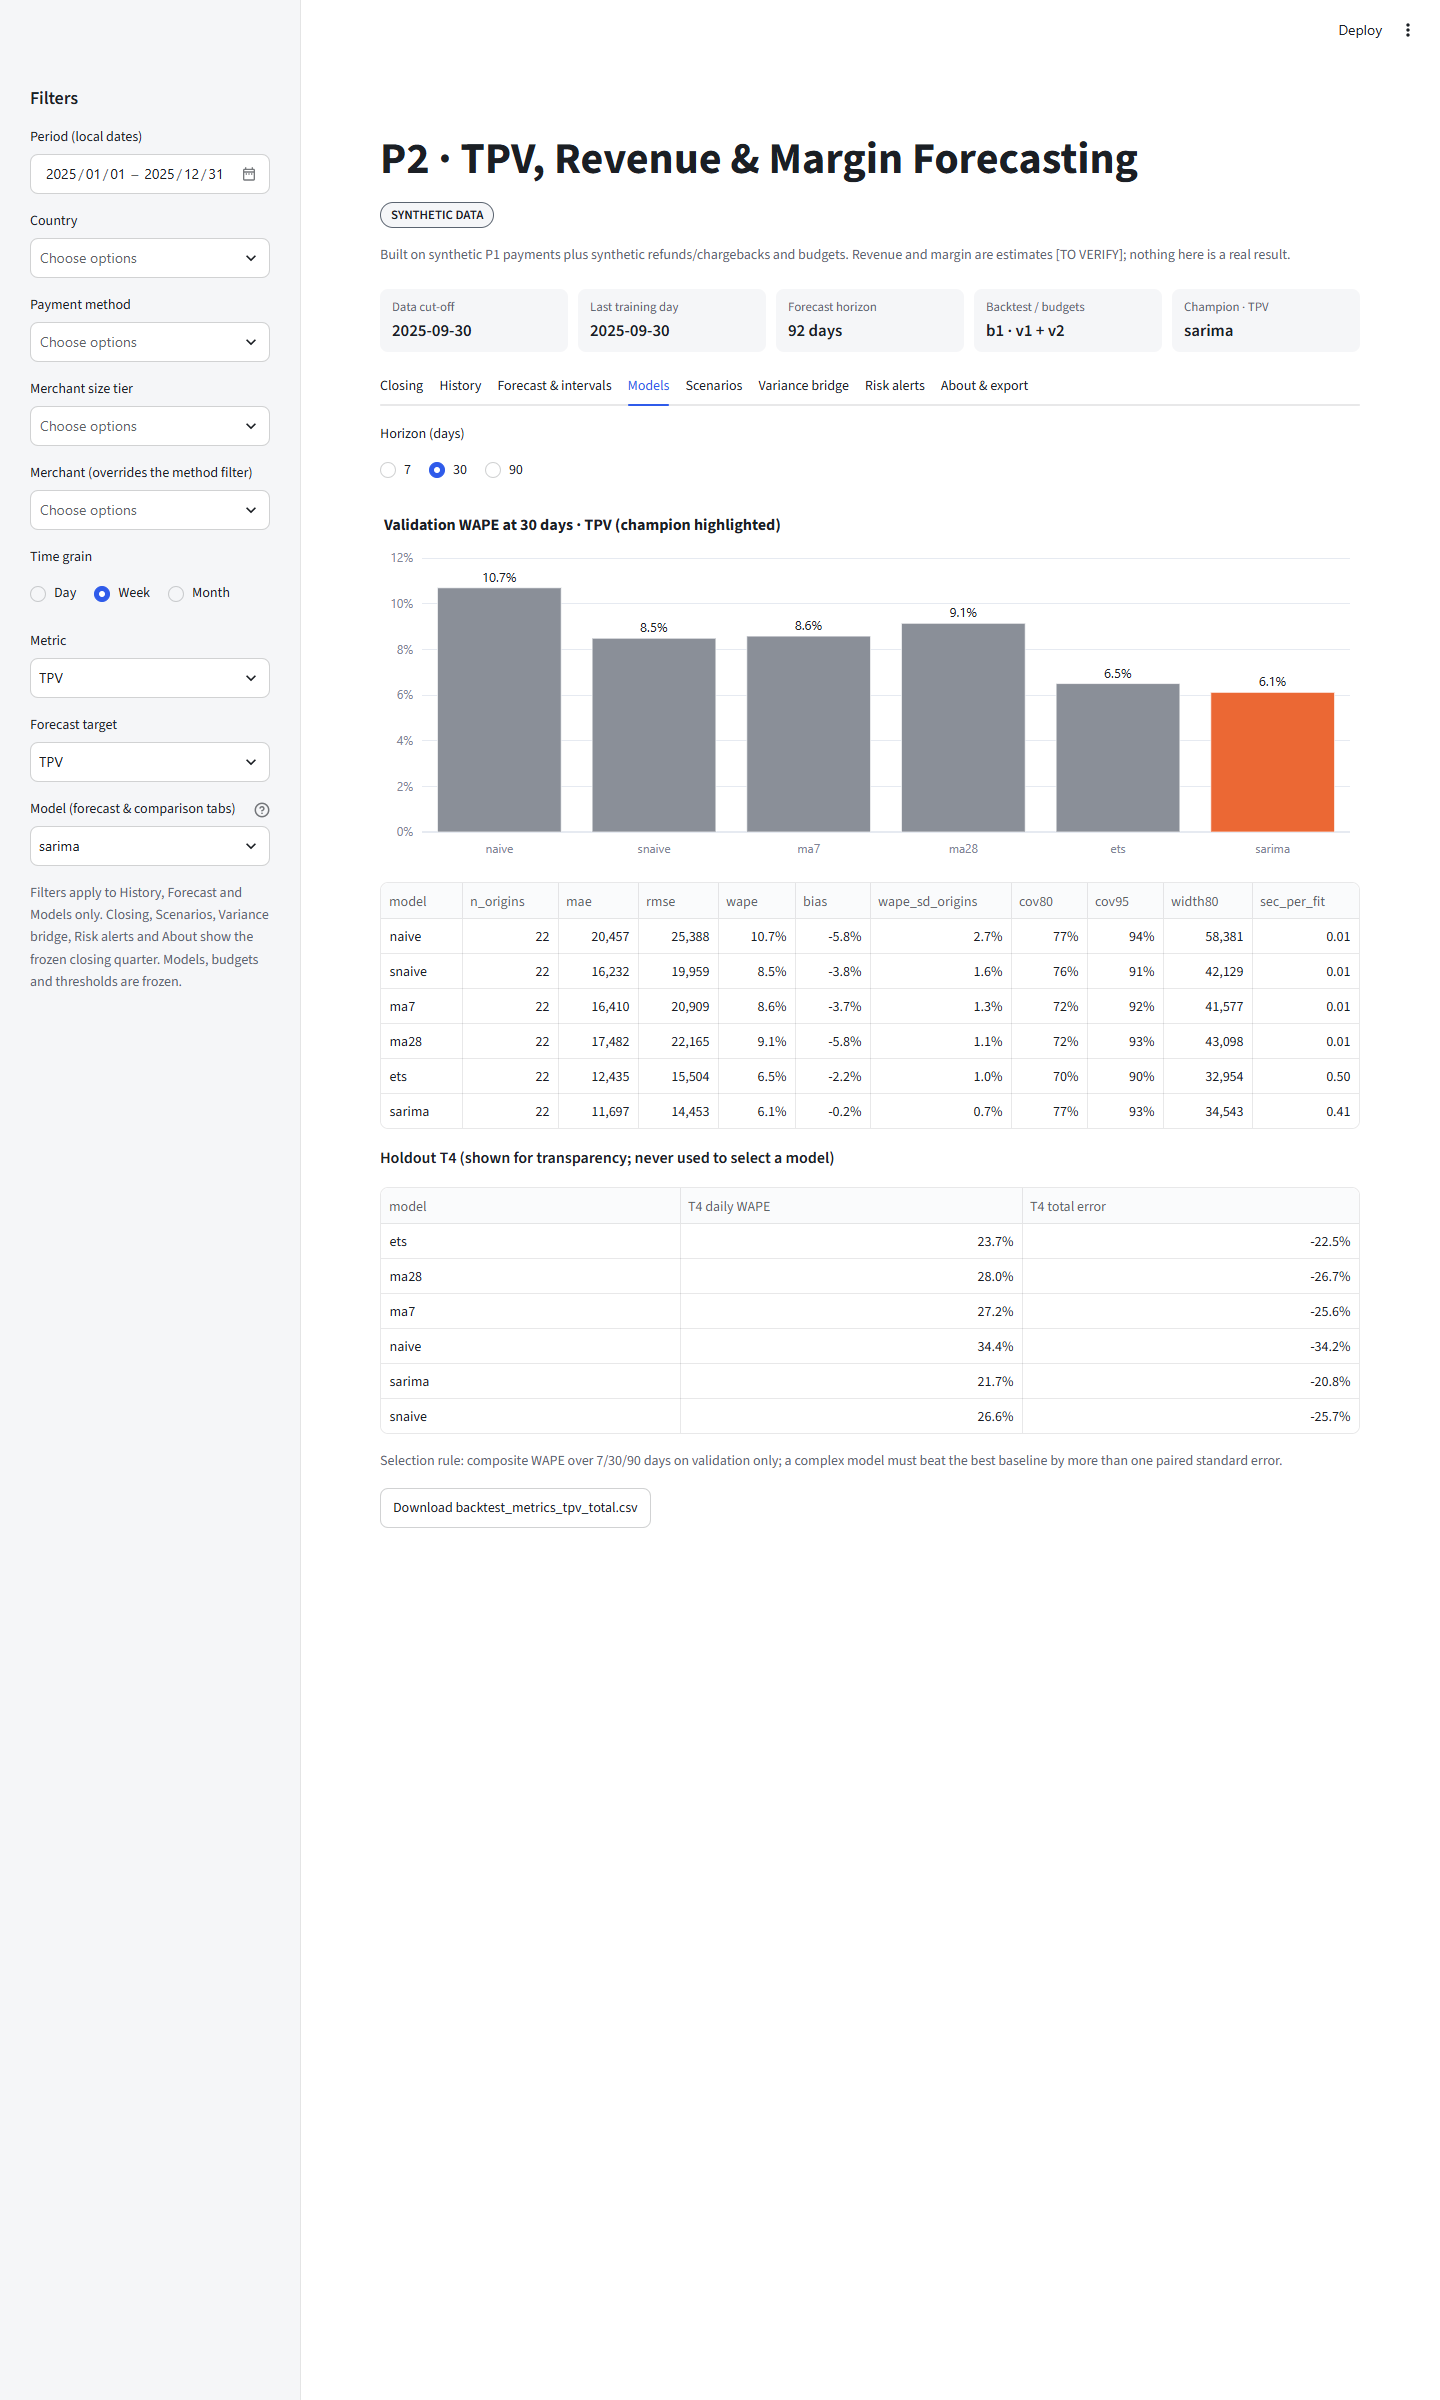 Deploy
Filters
Period (local dates)
2025/01/01 – 2025/12/31
Country
Choose options
Payment method
Choose options
Merchant size tier
Choose options
Merchant (overrides the method filter)
Choose options
Time grain
Day Week Month
Metric
TPV
Forecast target
TPV
Model (forecast & comparison tabs)
sarima
Filters apply to History, Forecast and
Models only. Closing, Scenarios, Variance
bridge, Risk alerts and About show the
frozen closing quarter. Models, budgets
and thresholds are frozen.
P2 · TPV, Revenue & Margin Forecasting
SYNTHETIC DATA
Built on synthetic P1 payments plus synthetic refunds/chargebacks and budgets. Revenue and margin are estimates [TO VERIFY]; nothing here is a real result.
Data cut-off Last training day Forecast horizon Backtest / budgets Champion · TPV
2025-09-30 2025-09-30 92 days b1 · v1 + v2 sarima
Closing History Forecast & intervals Models Scenarios Variance bridge Risk alerts About & export
Horizon (days)
7 30 90
Validation WAPE at 30 days · TPV (champion highlighted)
12%
10%
8%
6%
4%
2%
0%
10.7% 8.5% 8.6% 9.1% 6.5% 6.1%
naive snaive ma7 ma28 ets sarima
model n_origins mae rmse wape bias wape_sd_origins cov80 cov95 width80 sec_per_fit
naive 22 20,457 25,388 10.7% -5.8% 2.7% 77% 94% 58,381 0.01
snaive 22 16,232 19,959 8.5% -3.8% 1.6% 76% 91% 42,129 0.01
ma7 22 16,410 20,909 8.6% -3.7% 1.3% 72% 92% 41,577 0.01
ma28 22 17,482 22,165 9.1% -5.8% 1.1% 72% 93% 43,098 0.01
ets 22 12,435 15,504 6.5% -2.2% 1.0% 70% 90% 32,954 0.50
sarima 22 11,697 14,453 6.1% -0.2% 0.7% 77% 93% 34,543 0.41
Holdout T4 (shown for transparency; never used to select a model)
model T4 daily WAPE T4 total error
ets 23.7% -22.5%
ma28 28.0% -26.7%
ma7 27.2% -25.6%
naive 34.4% -34.2%
sarima 21.7% -20.8%
snaive 26.6% -25.7%
Selection rule: composite WAPE over 7/30/90 days on validation only; a complex model must beat the best baseline by more than one paired standard error.
Download backtest_metrics_tpv_total.csv